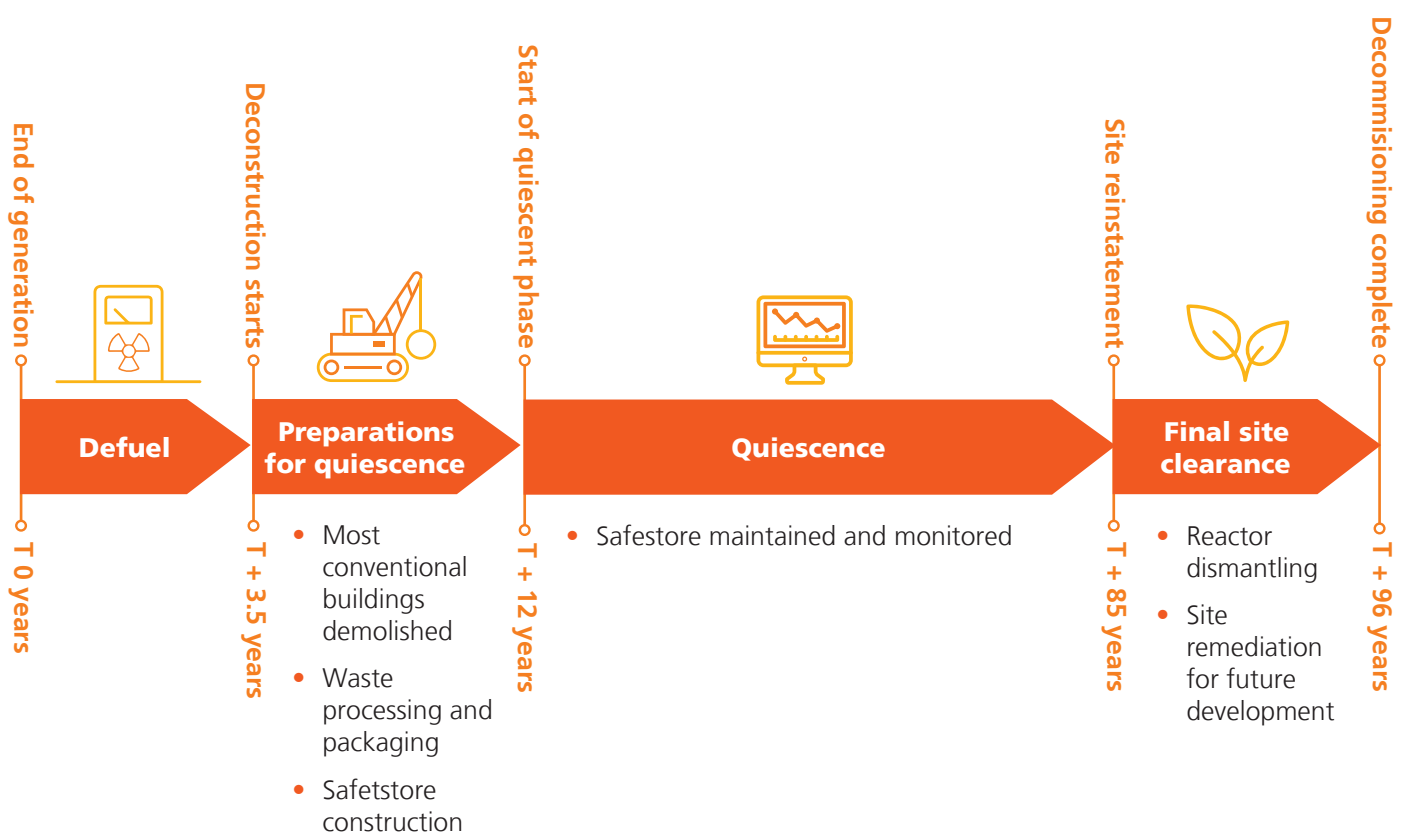 End of generation
Deconstruction starts
Start of quiescent phase
Site reinstatement
Decommisioning complete
Defuel
Preparations
for quiescence
Quiescence
Final site
clearance
T 0 years
T + 3.5 years
• Most
conventional
buildings
demolished
• Waste
processing and
packaging
• Safetstore
construction
T + 12 years
• Safestore maintained and monitored
T + 85 years
• Reactor
dismantling
• Site
remediation
for future
development
T + 96 years